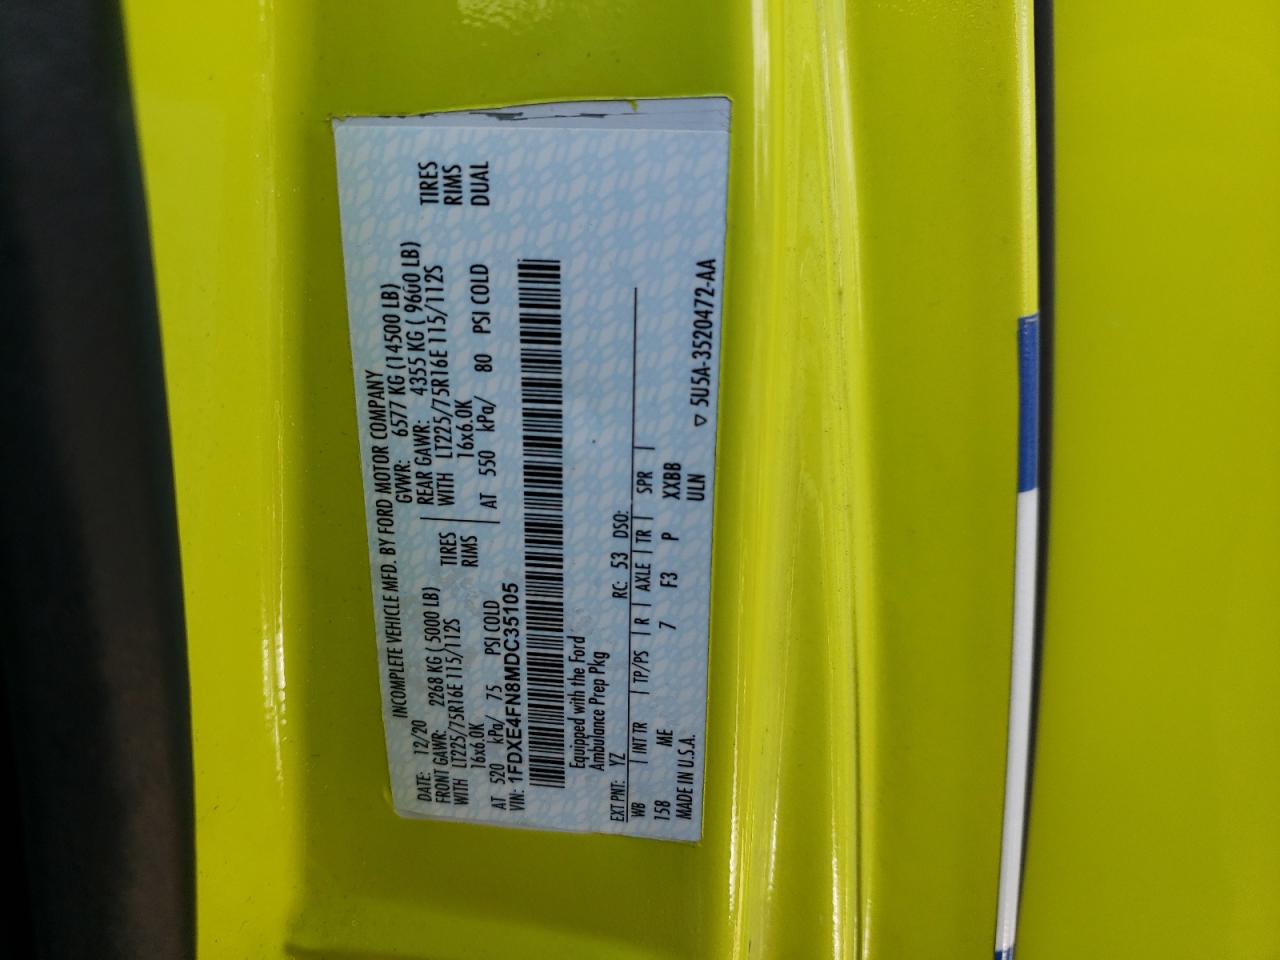 INCOMPLETE VEHICLE MFD. BY FORD MOTOR COMPANY
DATE: 12/20 GVWR: 6577 KG (14500 LB)
FRONT GAWR: 2268 KG (5000 LB) REAR GAWR: 4355 KG (9600 LB)
WITH LT225/75R16E 115/112S TIRES WITH LT225/75R16E 115/112S TIRES
16x6.0K RIMS 16x6.0K RIMS
AT 520 kPa/ 75 PSI COLD AT 550 kPa/ 80 PSI COLD DUAL
VIN: 1FDXE4FN8MDC35105
Equipped with the Ford
Ambulance Prep Pkg
EXT PNT: YZ RC: 53 DSO:
WB INT TR TP/PS R AXLE TR SPR
158 ME 7 F3 P XXBB
MADE IN U.S.A. ULN
▽ 5U5A-3520472-AA